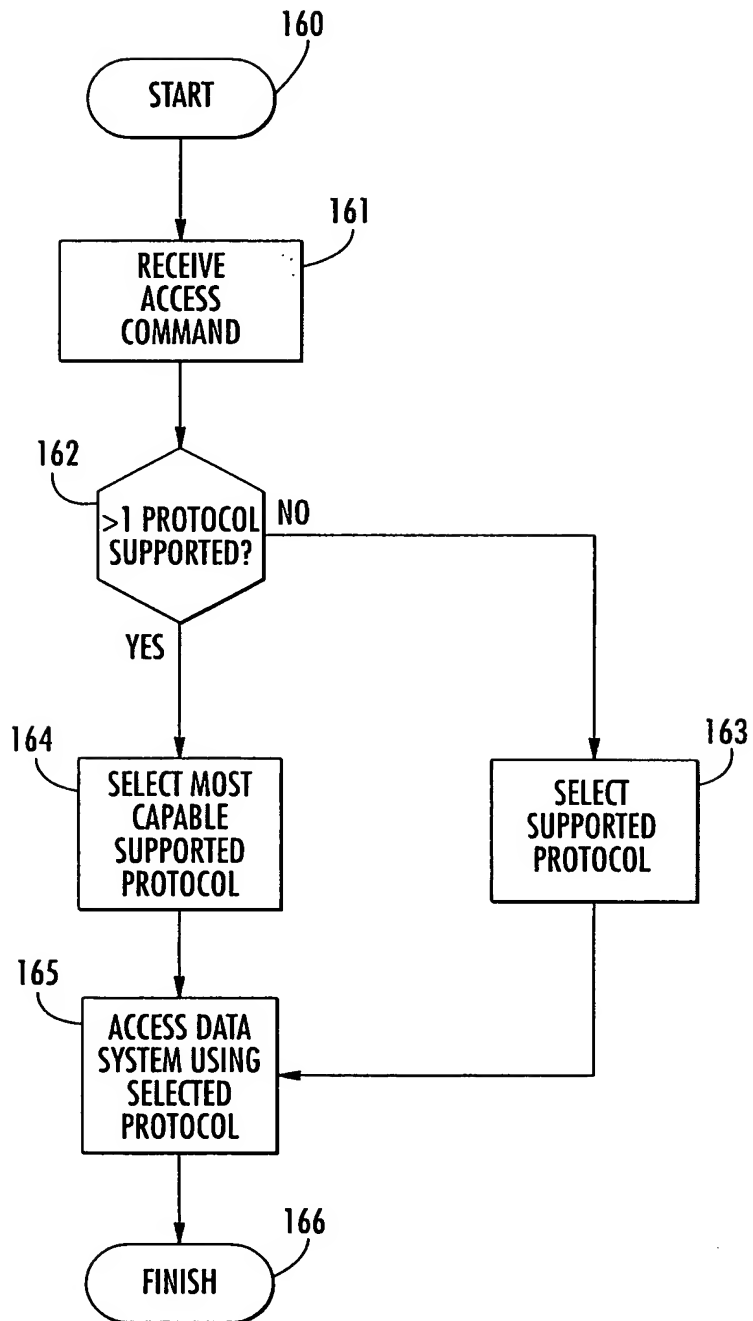 160
START
161
RECEIVE
ACCESS
COMMAND
162
>1 PROTOCOL
SUPPORTED?
NO
YES
164
SELECT MOST
CAPABLE
SUPPORTED
PROTOCOL
163
SELECT
SUPPORTED
PROTOCOL
165
ACCESS DATA
SYSTEM USING
SELECTED
PROTOCOL
166
FINISH